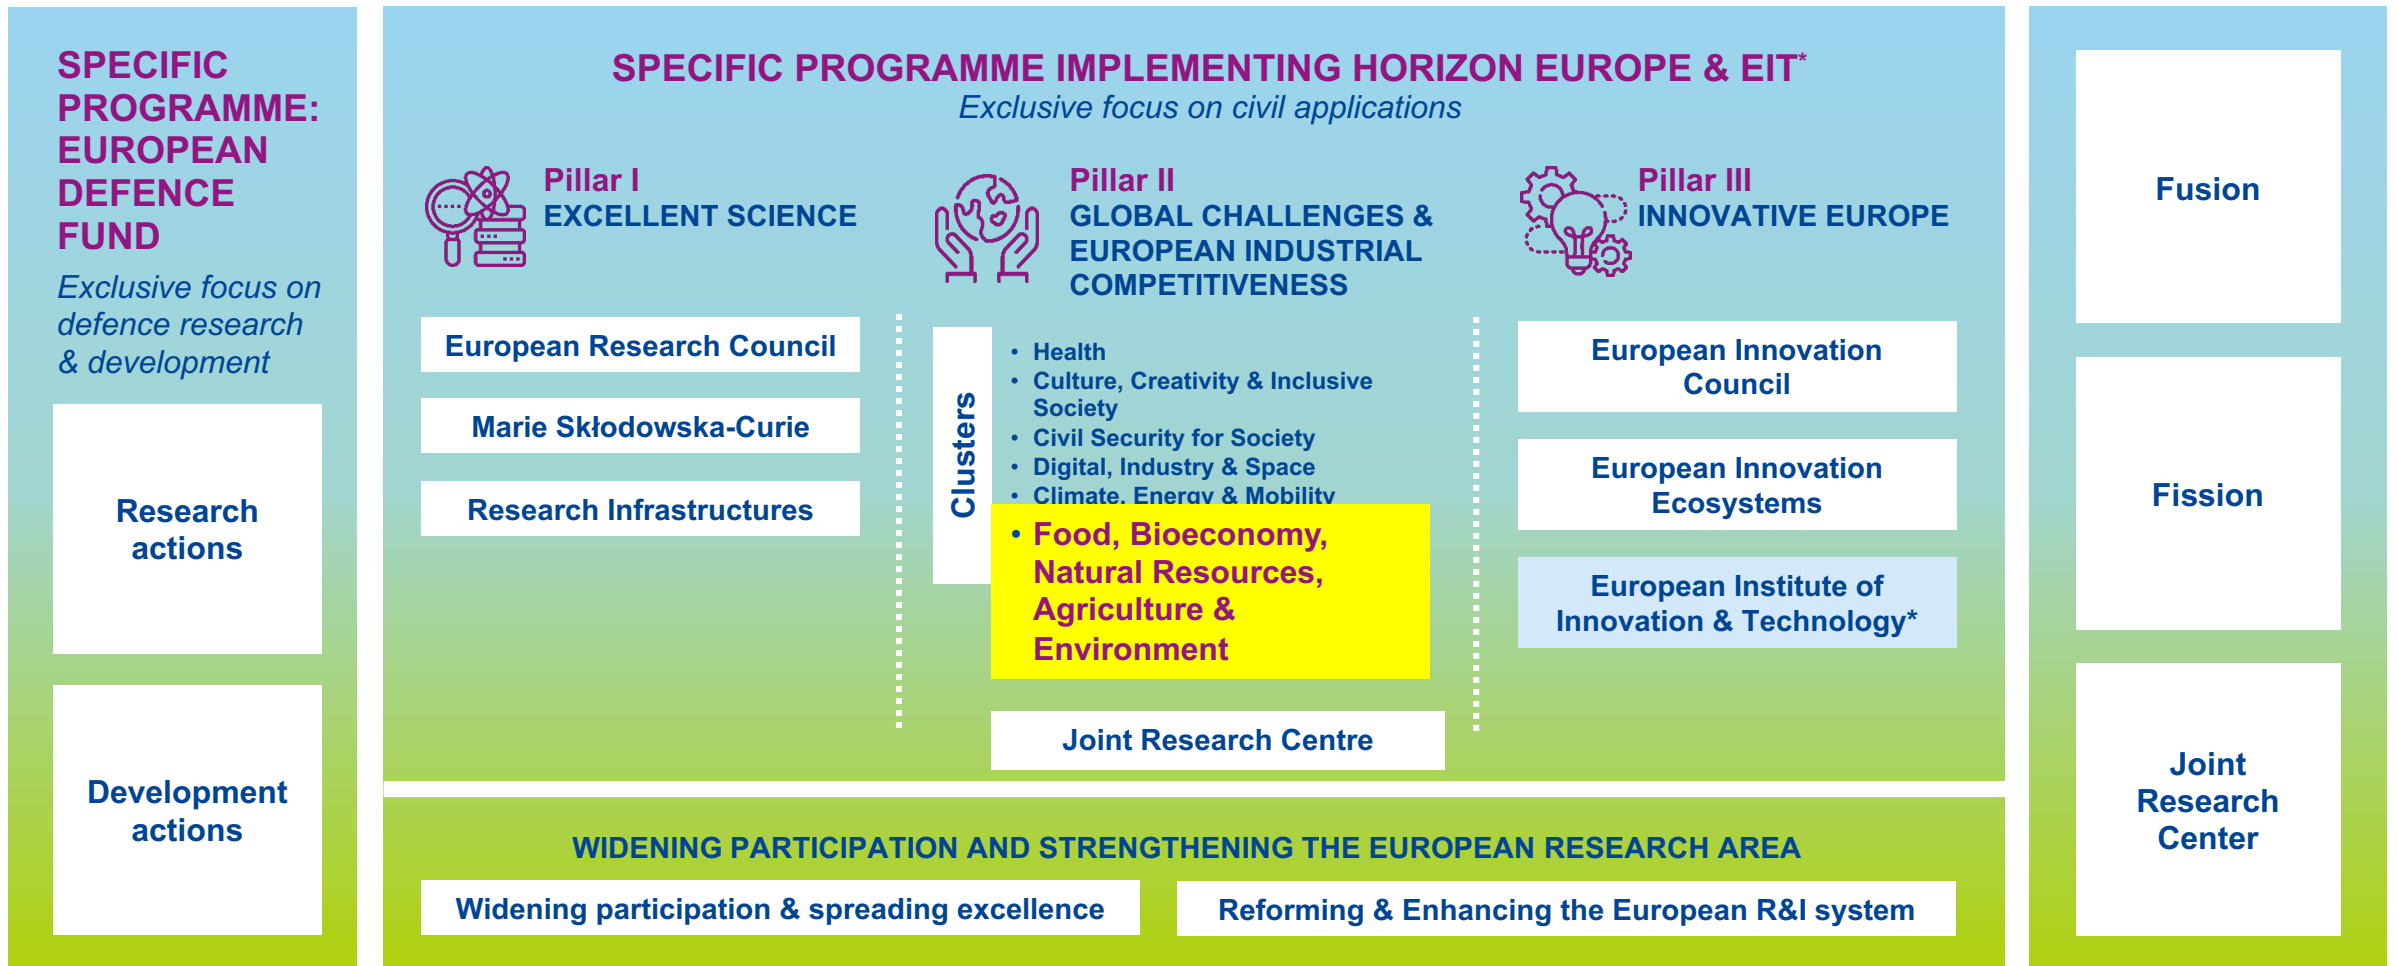 SPECIFIC
PROGRAMME:
EUROPEAN
DEFENCE
FUND
Exclusive focus on
defence research
& development
Research
actions
Development
actions
SPECIFIC PROGRAMME IMPLEMENTING HORIZON EUROPE & EIT*
Exclusive focus on civil applications
Pillar I
EXCELLENT SCIENCE
European Research Council
Marie Skłodowska-Curie
Research Infrastructures
Pillar II
GLOBAL CHALLENGES &
EUROPEAN INDUSTRIAL
COMPETITIVENESS
Clusters
• Health
• Culture, Creativity & Inclusive
Society
• Civil Security for Society
• Digital, Industry & Space
• Climate, Energy & Mobility
• Food, Bioeconomy,
Natural Resources,
Agriculture &
Environment
Joint Research Centre
Pillar III
INNOVATIVE EUROPE
European Innovation
Council
European Innovation
Ecosystems
European Institute of
Innovation & Technology*
WIDENING PARTICIPATION AND STRENGTHENING THE EUROPEAN RESEARCH AREA
Widening participation & spreading excellence
Reforming & Enhancing the European R&I system
Fusion
Fission
Joint
Research
Center